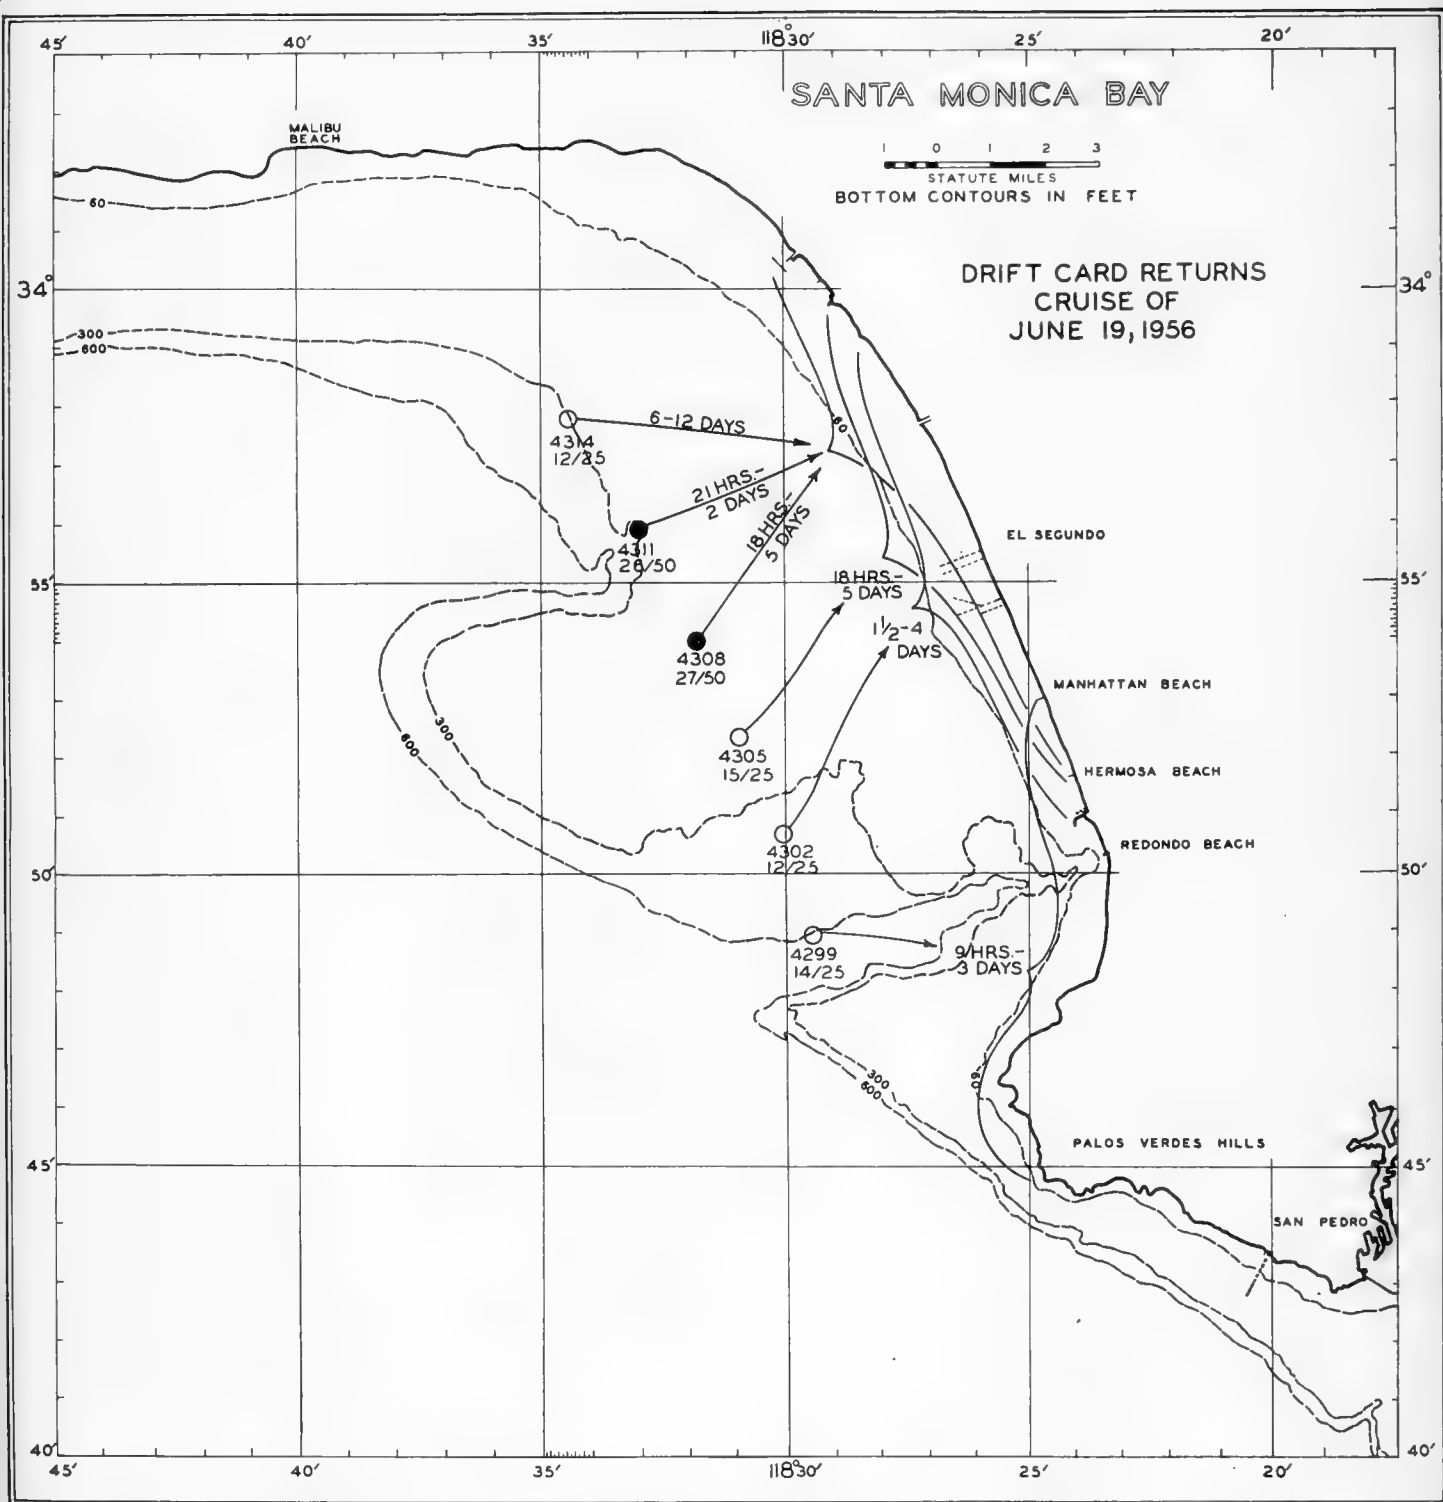 45′ 40′ 35′ 118°30′ 25′ 20′
SANTA MONICA BAY
1 0 1 2 3
STATUTE MILES
BOTTOM CONTOURS IN FEET
MALIBU
BEACH
60
34° 34°
DRIFT CARD RETURNS
CRUISE OF
JUNE 19, 1956
300
600
60
6-12 DAYS
4314
12/25
21 HRS.-
2 DAYS
18 HRS-
5 DAYS
4311
26/50
EL SEGUNDO
55′ 55′
18 HRS.-
5 DAYS
1 1/2-4
DAYS
4308
27/50
MANHATTAN BEACH
300
600
4305
15/25
HERMOSA BEACH
REDONDO BEACH
4302
12/25
50′ 50′
4299
14/25
9 HRS.-
3 DAYS
300
600
60
PALOS VERDES HILLS
45′ 45′
SAN PEDRO
40′ 40′
45′ 40′ 35′ 118°30′ 25′ 20′